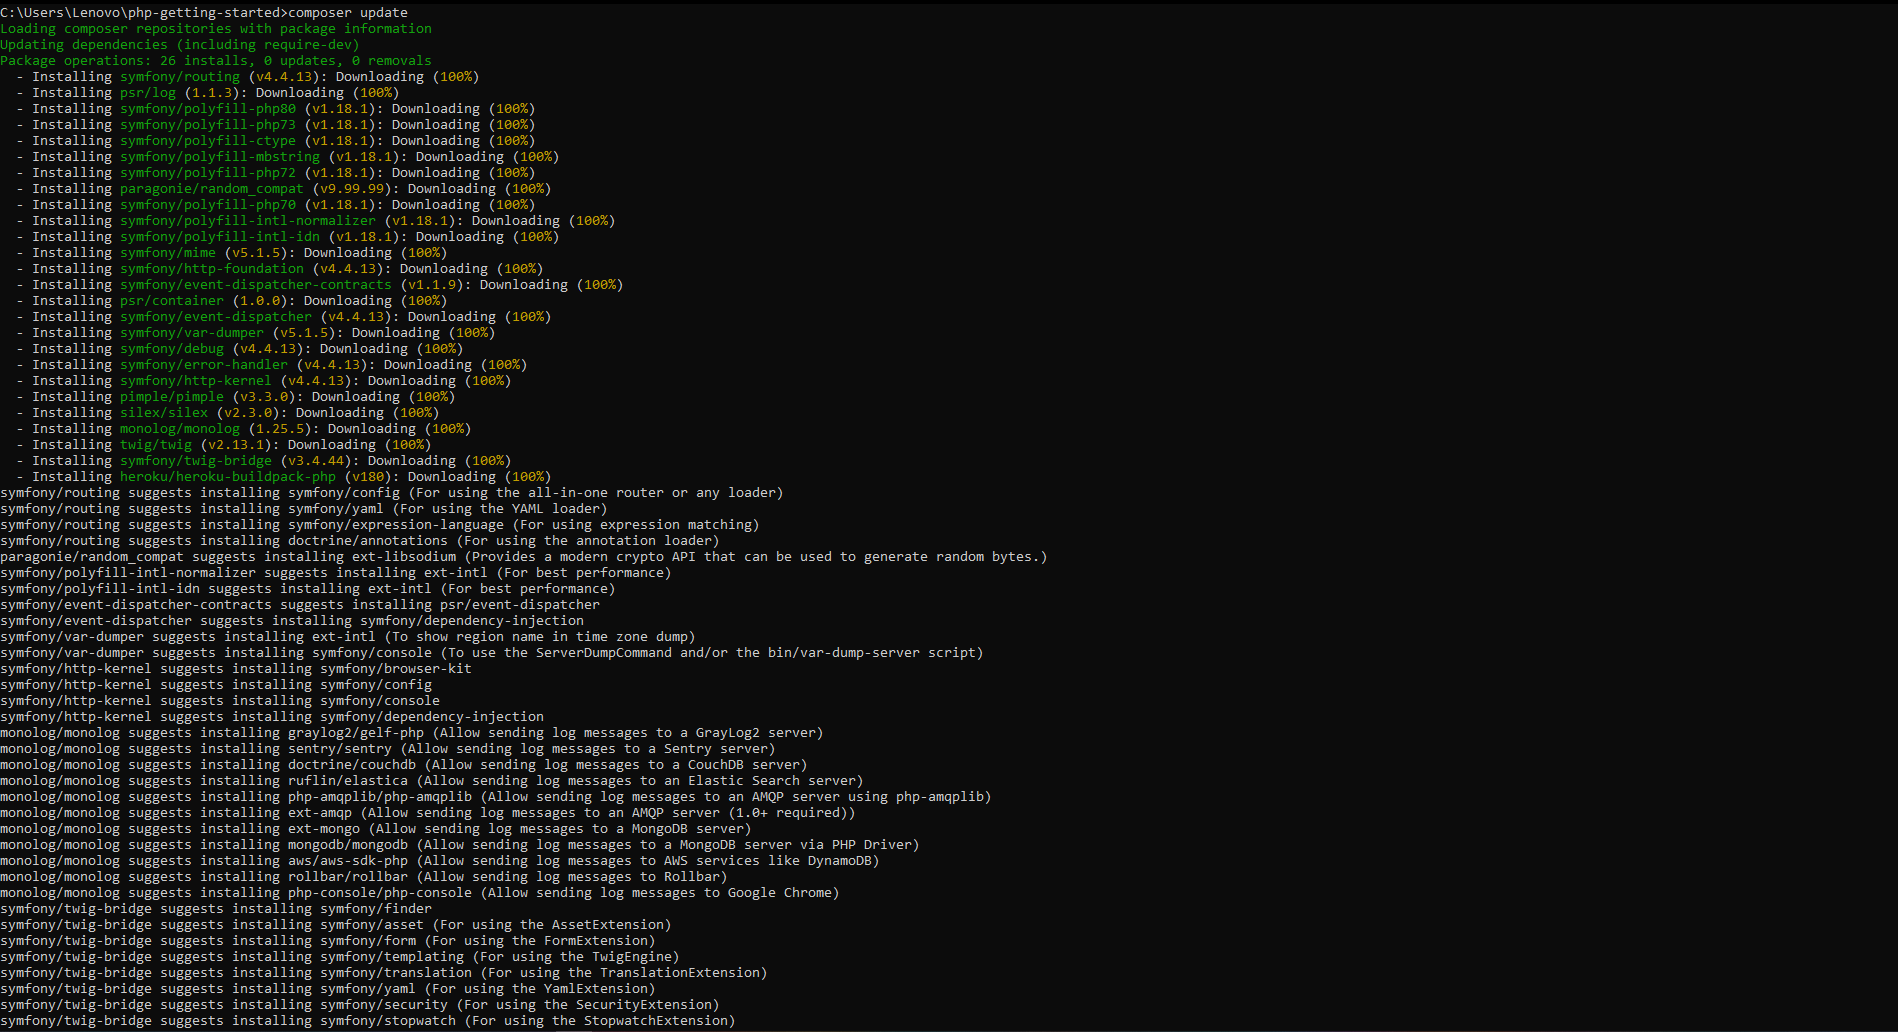 C:\Users\Lenovo\php-getting-started>composer update
Loading composer repositories with package information
Updating dependencies (including require-dev)
Package operations: 26 installs, 0 updates, 0 removals
  - Installing symfony/routing (v4.4.13): Downloading (100%)
  - Installing psr/log (1.1.3): Downloading (100%)
  - Installing symfony/polyfill-php80 (v1.18.1): Downloading (100%)
  - Installing symfony/polyfill-php73 (v1.18.1): Downloading (100%)
  - Installing symfony/polyfill-ctype (v1.18.1): Downloading (100%)
  - Installing symfony/polyfill-mbstring (v1.18.1): Downloading (100%)
  - Installing symfony/polyfill-php72 (v1.18.1): Downloading (100%)
  - Installing paragonie/random_compat (v9.99.99): Downloading (100%)
  - Installing symfony/polyfill-php70 (v1.18.1): Downloading (100%)
  - Installing symfony/polyfill-intl-normalizer (v1.18.1): Downloading (100%)
  - Installing symfony/polyfill-intl-idn (v1.18.1): Downloading (100%)
  - Installing symfony/mime (v5.1.5): Downloading (100%)
  - Installing symfony/http-foundation (v4.4.13): Downloading (100%)
  - Installing symfony/event-dispatcher-contracts (v1.1.9): Downloading (100%)
  - Installing psr/container (1.0.0): Downloading (100%)
  - Installing symfony/event-dispatcher (v4.4.13): Downloading (100%)
  - Installing symfony/var-dumper (v5.1.5): Downloading (100%)
  - Installing symfony/debug (v4.4.13): Downloading (100%)
  - Installing symfony/error-handler (v4.4.13): Downloading (100%)
  - Installing symfony/http-kernel (v4.4.13): Downloading (100%)
  - Installing pimple/pimple (v3.3.0): Downloading (100%)
  - Installing silex/silex (v2.3.0): Downloading (100%)
  - Installing monolog/monolog (1.25.5): Downloading (100%)
  - Installing twig/twig (v2.13.1): Downloading (100%)
  - Installing symfony/twig-bridge (v3.4.44): Downloading (100%)
  - Installing heroku/heroku-buildpack-php (v180): Downloading (100%)
symfony/routing suggests installing symfony/config (For using the all-in-one router or any loader)
symfony/routing suggests installing symfony/yaml (For using the YAML loader)
symfony/routing suggests installing symfony/expression-language (For using expression matching)
symfony/routing suggests installing doctrine/annotations (For using the annotation loader)
paragonie/random_compat suggests installing ext-libsodium (Provides a modern crypto API that can be used to generate random bytes.)
symfony/polyfill-intl-normalizer suggests installing ext-intl (For best performance)
symfony/polyfill-intl-idn suggests installing ext-intl (For best performance)
symfony/event-dispatcher-contracts suggests installing psr/event-dispatcher
symfony/event-dispatcher suggests installing symfony/dependency-injection
symfony/var-dumper suggests installing ext-intl (To show region name in time zone dump)
symfony/var-dumper suggests installing symfony/console (To use the ServerDumpCommand and/or the bin/var-dump-server script)
symfony/http-kernel suggests installing symfony/browser-kit
symfony/http-kernel suggests installing symfony/config
symfony/http-kernel suggests installing symfony/console
symfony/http-kernel suggests installing symfony/dependency-injection
monolog/monolog suggests installing graylog2/gelf-php (Allow sending log messages to a GrayLog2 server)
monolog/monolog suggests installing sentry/sentry (Allow sending log messages to a Sentry server)
monolog/monolog suggests installing doctrine/couchdb (Allow sending log messages to a CouchDB server)
monolog/monolog suggests installing ruflin/elastica (Allow sending log messages to an Elastic Search server)
monolog/monolog suggests installing php-amqplib/php-amqplib (Allow sending log messages to an AMQP server using php-amqplib)
monolog/monolog suggests installing ext-amqp (Allow sending log messages to an AMQP server (1.0+ required))
monolog/monolog suggests installing ext-mongo (Allow sending log messages to a MongoDB server)
monolog/monolog suggests installing mongodb/mongodb (Allow sending log messages to a MongoDB server via PHP Driver)
monolog/monolog suggests installing aws/aws-sdk-php (Allow sending log messages to AWS services like DynamoDB)
monolog/monolog suggests installing rollbar/rollbar (Allow sending log messages to Rollbar)
monolog/monolog suggests installing php-console/php-console (Allow sending log messages to Google Chrome)
symfony/twig-bridge suggests installing symfony/finder
symfony/twig-bridge suggests installing symfony/asset (For using the AssetExtension)
symfony/twig-bridge suggests installing symfony/form (For using the FormExtension)
symfony/twig-bridge suggests installing symfony/templating (For using the TwigEngine)
symfony/twig-bridge suggests installing symfony/translation (For using the TranslationExtension)
symfony/twig-bridge suggests installing symfony/yaml (For using the YamlExtension)
symfony/twig-bridge suggests installing symfony/security (For using the SecurityExtension)
symfony/twig-bridge suggests installing symfony/stopwatch (For using the StopwatchExtension)